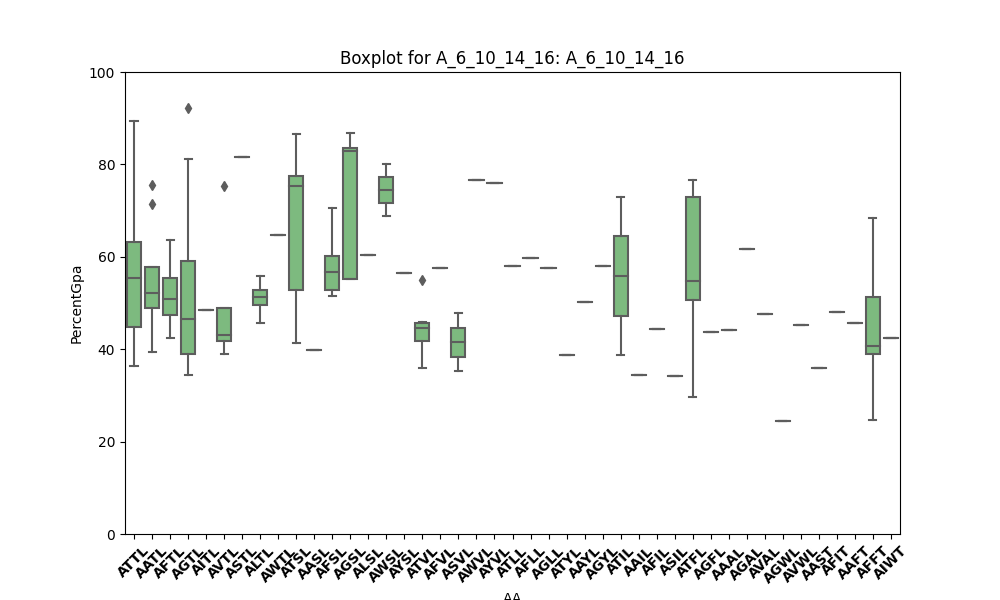 Boxplot for A_6_10_14_16: A_6_10_14_16
PercentGpa
100
80
60
40
20
0
ATTL AATL AFTL AGTL AITL AVTL ASTL ALTL AWTL ATSL AASL AFSL AGSL ALSL AWSL AYSL ATVL AFVL ASVL AWVL AYVL ATLL AFLL AGLL ATYL AAYL AGYL ATIL AAIL AFIL ASIL ATFL AGFL AAAL AGAL AVAL AGWL AVWL AAST AFIT AAFT AFFT AIWT
AA